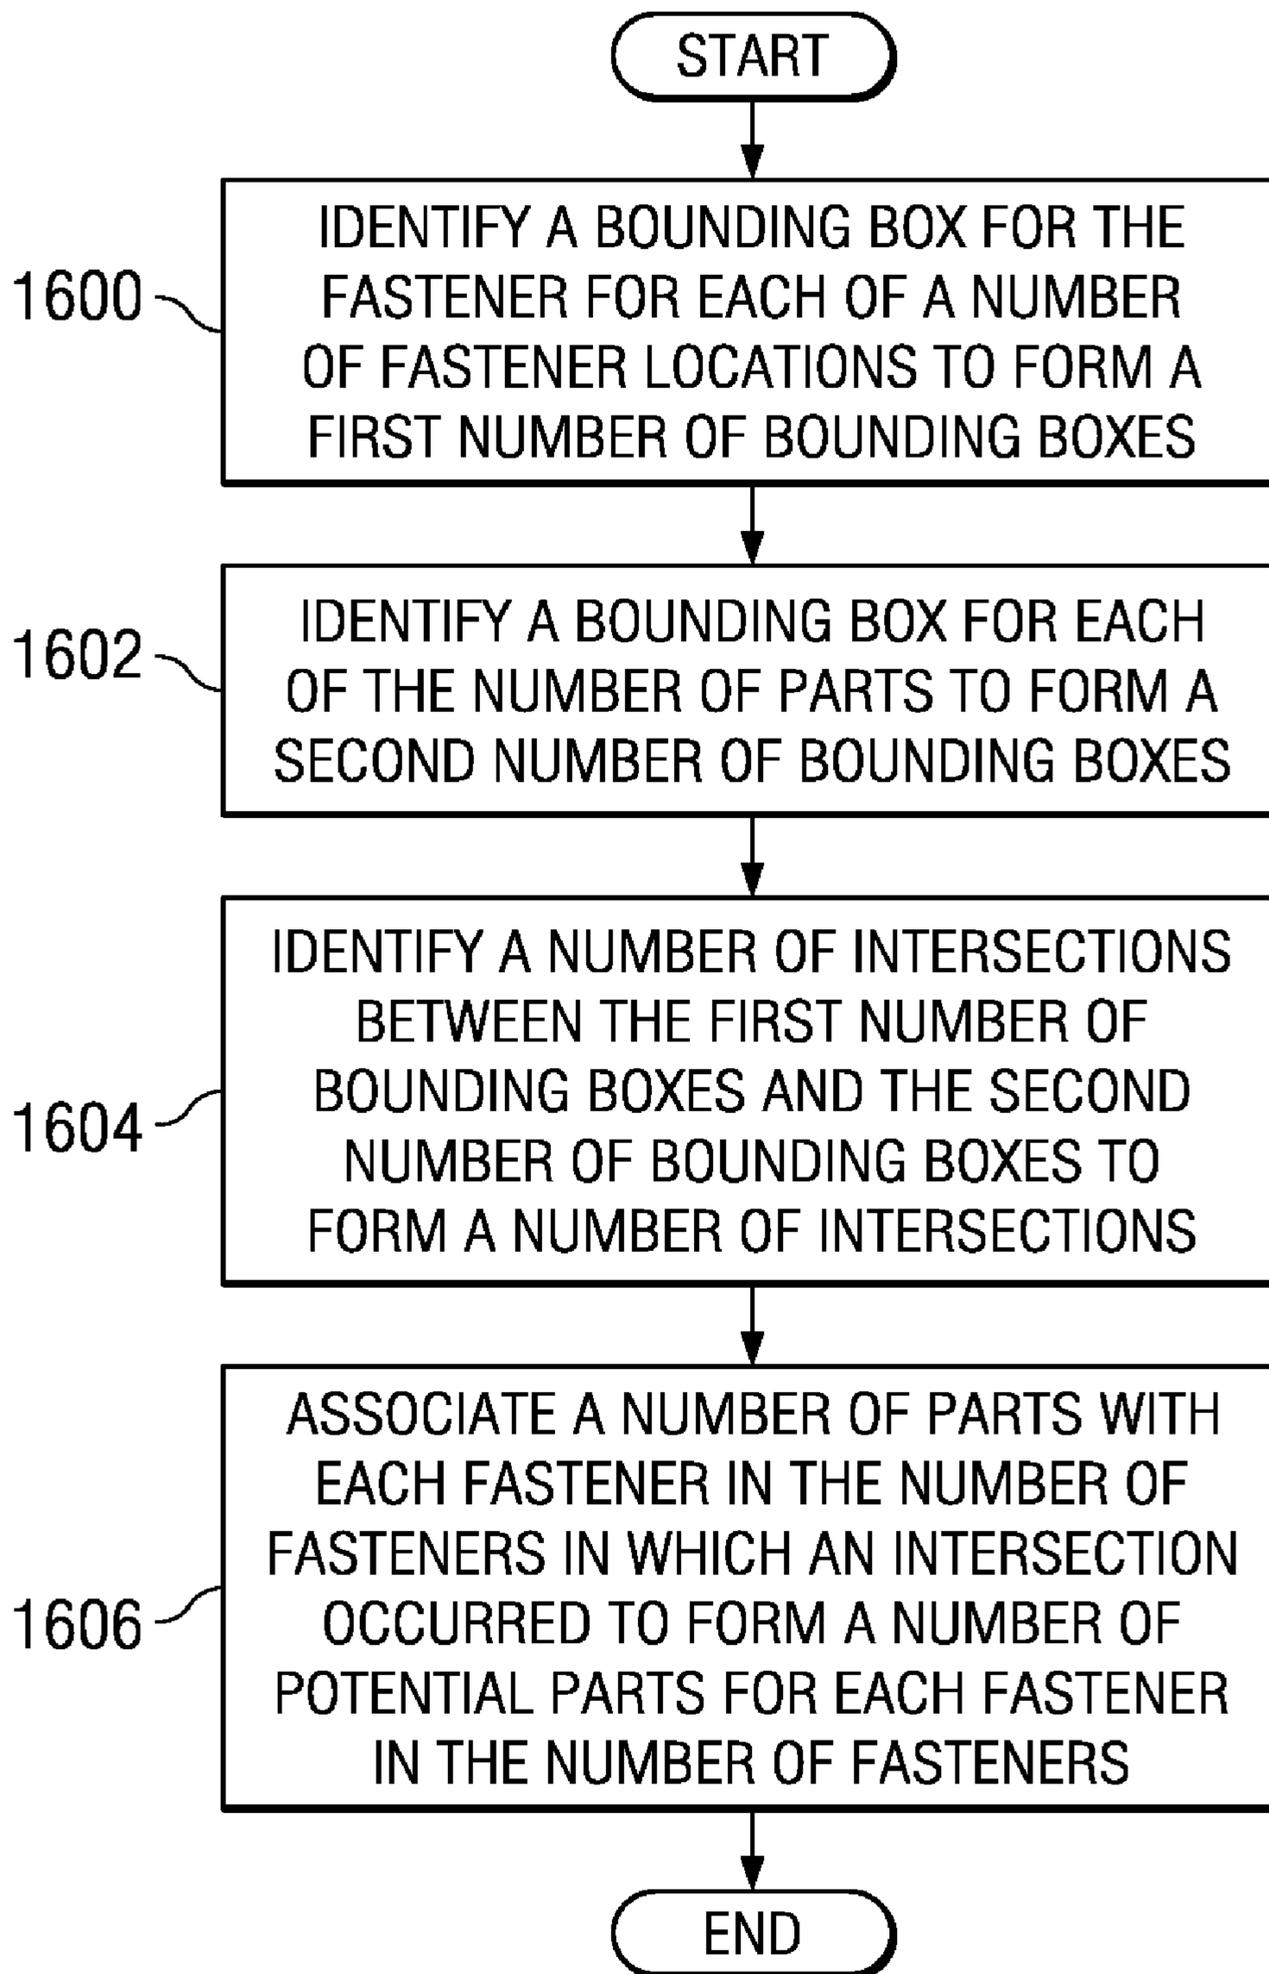 START
1600
IDENTIFY A BOUNDING BOX FOR THE
FASTENER FOR EACH OF A NUMBER
OF FASTENER LOCATIONS TO FORM A
FIRST NUMBER OF BOUNDING BOXES
1602
IDENTIFY A BOUNDING BOX FOR EACH
OF THE NUMBER OF PARTS TO FORM A
SECOND NUMBER OF BOUNDING BOXES
1604
IDENTIFY A NUMBER OF INTERSECTIONS
BETWEEN THE FIRST NUMBER OF
BOUNDING BOXES AND THE SECOND
NUMBER OF BOUNDING BOXES TO
FORM A NUMBER OF INTERSECTIONS
1606
ASSOCIATE A NUMBER OF PARTS WITH
EACH FASTENER IN THE NUMBER OF
FASTENERS IN WHICH AN INTERSECTION
OCCURRED TO FORM A NUMBER OF
POTENTIAL PARTS FOR EACH FASTENER
IN THE NUMBER OF FASTENERS
END